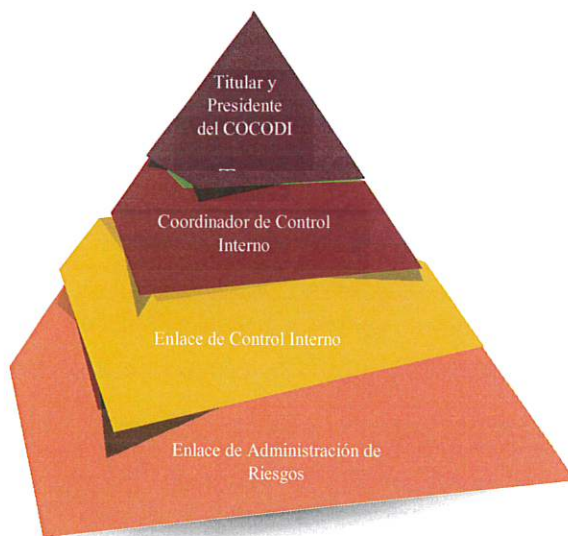 Titular y
Presidente
del COCODI
Coordinador de Control
Interno
Enlace de Control Interno
Enlace de Administración de
Riesgos